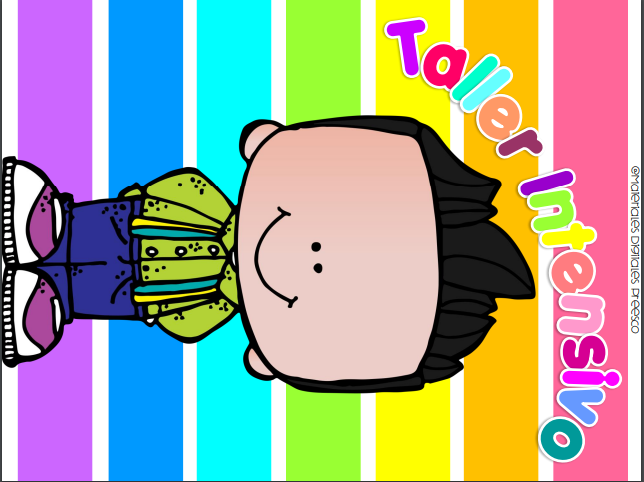 Taller Intensivo
@Materiales Digitales Preesco